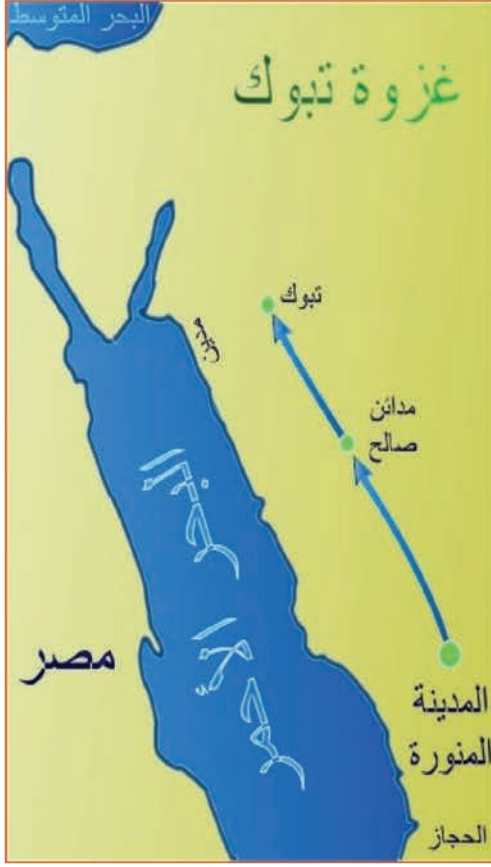 البحر المتوسط
غزوة تبوك
تبوك
مدين
مدائن
صالح
البحر
الأحمر
مصر
المدينة
المنورة
الحجاز